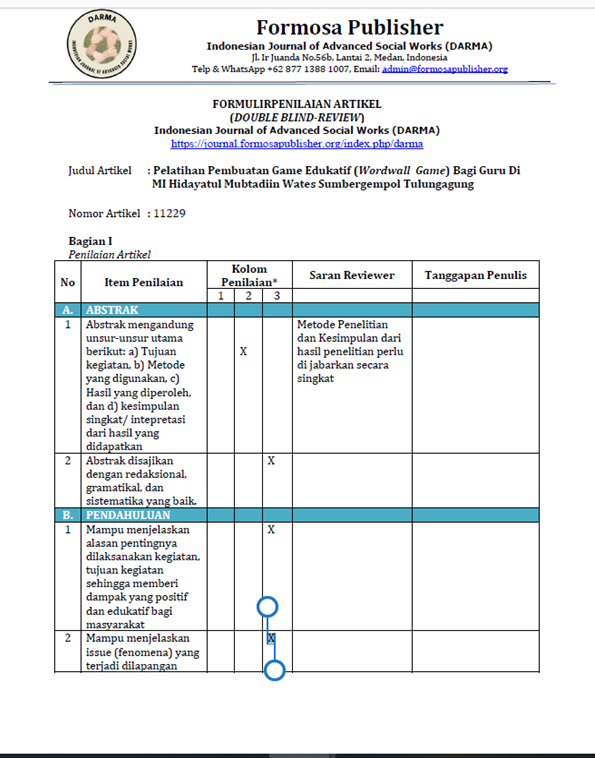 DARMA
INDONESIAN JOURNAL OF ADVANCED SOCIAL WORKS
Formosa Publisher
Indonesian Journal of Advanced Social Works (DARMA)
Jl. Ir Juanda No.56b, Lantai 2, Medan, Indonesia
Telp & WhatsApp +62 877 1388 1007, Email: admin@formosapublisher.org
FORMULIRPENILAIAN ARTIKEL
(DOUBLE BLIND-REVIEW)
Indonesian Journal of Advanced Social Works (DARMA)
https://journal.formosapublisher.org/index.php/darma
Judul Artikel : Pelatihan Pembuatan Game Edukatif (Wordwall Game) Bagi Guru Di
MI Hidayatul Mubtadiin Wates Sumbergempol Tulungagung
Nomor Artikel : 11229
Bagian I
Penilaian Artikel
No Item Penilaian Kolom Penilaian* Saran Reviewer Tanggapan Penulis
1 2 3
A. ABSTRAK
1 Abstrak mengandung Metode Penelitian
unsur-unsur utama dan Kesimpulan dari
berikut: a) Tujuan X hasil penelitian perlu
kegiatan, b) Metode di jabarkan secara
yang digunakan, c) singkat
Hasil yang diperoleh,
dan d) kesimpulan
singkat/ intepretasi
dari hasil yang
didapatkan
2 Abstrak disajikan X
dengan redaksional,
gramatikal, dan
sistematika yang baik.
B. PENDAHULUAN
1 Mampu menjelaskan X
alasan pentingnya
dilaksanakan kegiatan,
tujuan kegiatan
sehingga memberi
dampak yang positif
dan edukatif bagi
masyarakat
2 Mampu menjelaskan X
issue (fenomena) yang
terjadi dilapangan